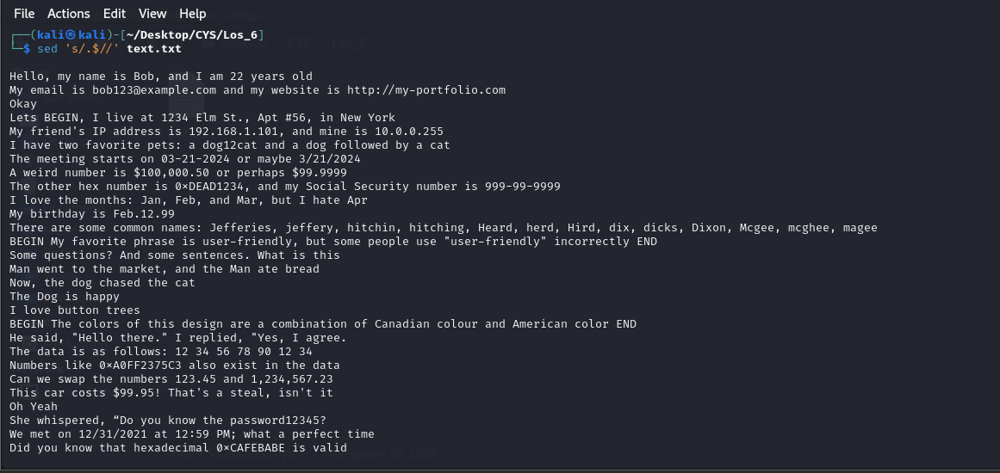 File Actions Edit View Help
┌──(kali㉿kali)-[~/Desktop/CYS/Los_6]
└─$ sed 's/.$//' text.txt
Hello, my name is Bob, and I am 22 years old
My email is bob123@example.com and my website is http://my-portfolio.com
Okay
Lets BEGIN, I live at 1234 Elm St., Apt #56, in New York
My friend's IP address is 192.168.1.101, and mine is 10.0.0.255
I have two favorite pets: a dog12cat and a dog followed by a cat
The meeting starts on 03-21-2024 or maybe 3/21/2024
A weird number is $100,000.50 or perhaps $99.9999
The other hex number is 0×DEAD1234, and my Social Security number is 999-99-9999
I love the months: Jan, Feb, and Mar, but I hate Apr
My birthday is Feb.12.99
There are some common names: Jefferies, jeffery, hitchin, hitching, Heard, herd, Hird, dix, dicks, Dixon, Mcgee, mcghee, magee
BEGIN My favorite phrase is user-friendly, but some people use "user-friendly" incorrectly END
Some questions? And some sentences. What is this
Man went to the market, and the Man ate bread
Now, the dog chased the cat
The Dog is happy
I love button trees
BEGIN The colors of this design are a combination of Canadian colour and American color END
He said, "Hello there." I replied, "Yes, I agree.
The data is as follows: 12 34 56 78 90 12 34
Numbers like 0×A0FF2375C3 also exist in the data
Can we swap the numbers 123.45 and 1,234,567.23
This car costs $99.95! That's a steal, isn't it
Oh Yeah
She whispered, “Do you know the password12345?
We met on 12/31/2021 at 12:59 PM; what a perfect time
Did you know that hexadecimal 0×CAFEBABE is valid